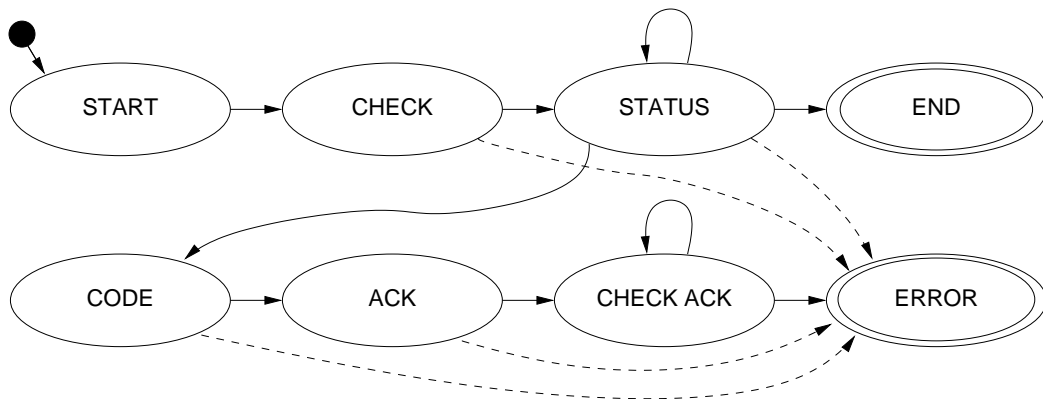 START
CHECK
STATUS
END
CODE
ACK
CHECK ACK
ERROR